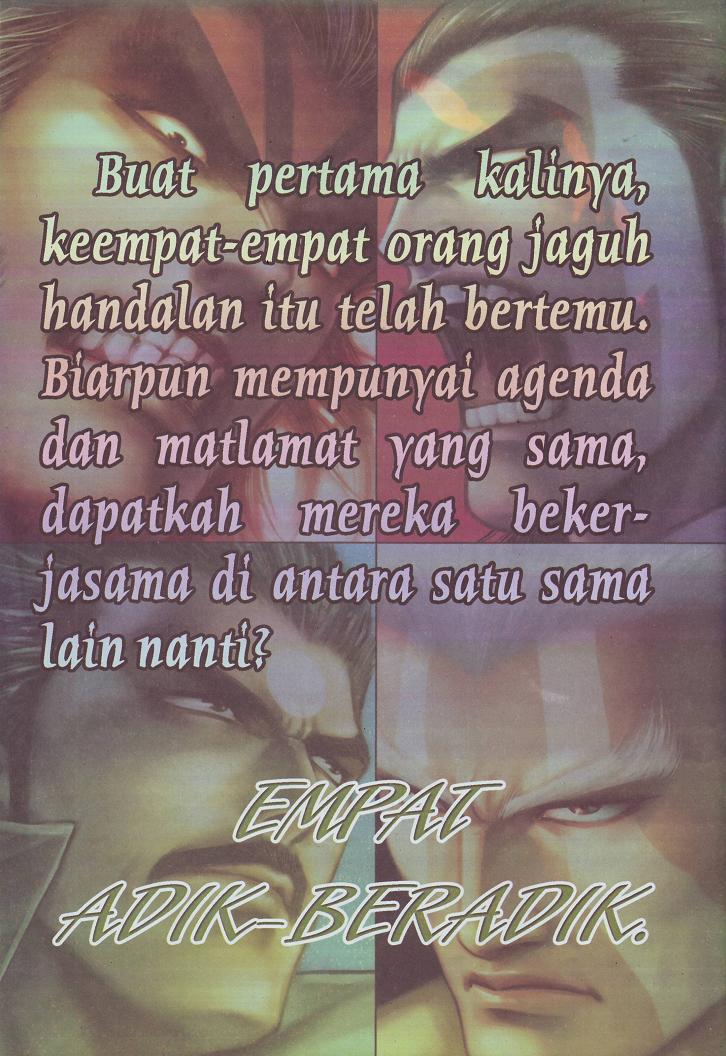 Buat pertama kalinya,
keempat-empat orang jaguh
handalan itu telah bertemu.
Biarpun mempunyai agenda
dan matlamat yang sama,
dapatkah mereka beker-
jasama di antara satu sama
lain nanti?
EMPAT
ADIK-BERADIK.